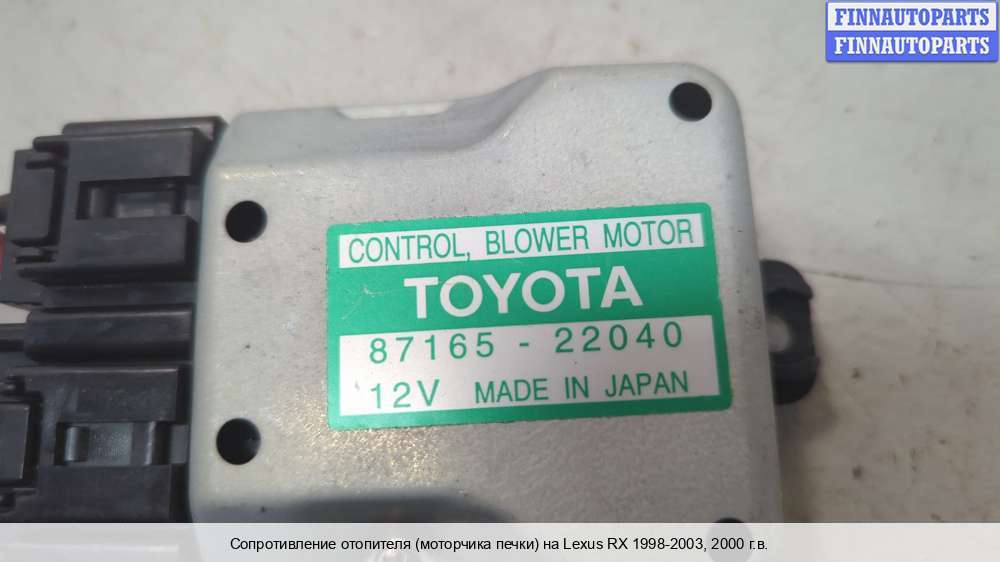 FINNAUTOPARTS
FINNAUTOPARTS
CONTROL, BLOWER MOTOR
TOYOTA
87165 - 22040
12V MADE IN JAPAN
Сопротивление отопителя (моторчика печки) на Lexus RX 1998-2003, 2000 г.в.